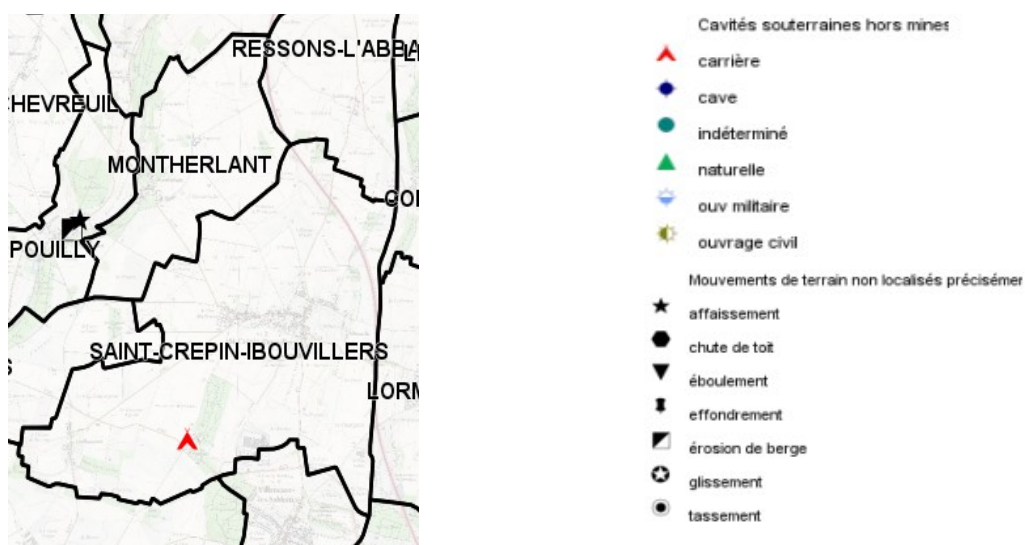 RESSONS-L'ABBA
HEVREUIL
MONTHERLANT
POUILLY
SAINT-CREPIN-IBOUVILLERS
LORM
Cavités souterraines hors mines
carrière
cave
indéterminé
naturelle
ouv militaire
ouvrage civil
Mouvements de terrain non localisés précisémer
affaissement
chute de toit
éboulement
effondrement
érosion de berge
glissement
tassement